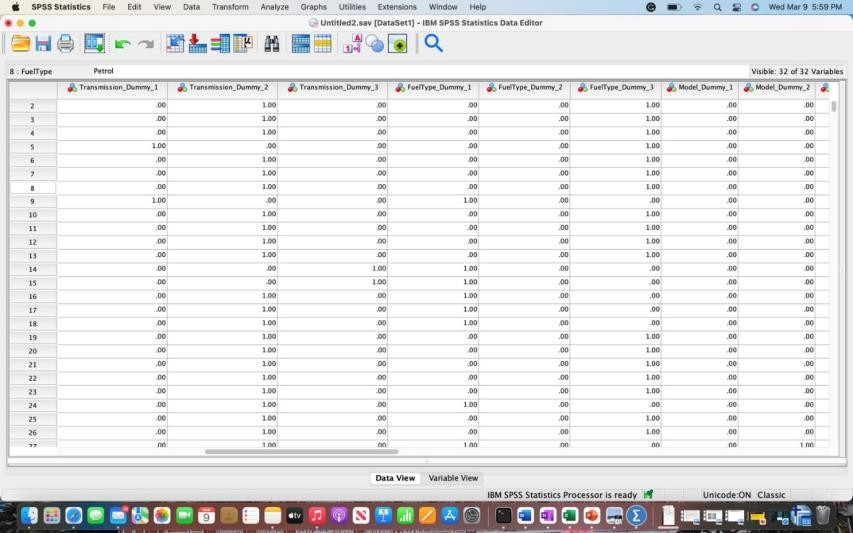 SPSS Statistics File Edit View Data Transform Analyze Graphs Utilities Extensions Window Help Wed Mar 9 5:59 PM
Untitled2.sav [DataSet1] - IBM SPSS Statistics Data Editor
8 : FuelType Petrol Visible: 32 of 32 Variables
Transmission_Dummy_1 Transmission_Dummy_2 Transmission_Dummy_3 FuelType_Dummy_1 FuelType_Dummy_2 FuelType_Dummy_3 Model_Dummy_1 Model_Dummy_2
2 .00 1.00 .00 .00 .00 1.00 .00 .00
3 .00 1.00 .00 .00 .00 1.00 .00 .00
4 .00 1.00 .00 .00 .00 1.00 .00 .00
5 1.00 .00 .00 .00 .00 1.00 .00 .00
6 .00 1.00 .00 .00 .00 1.00 .00 .00
7 .00 1.00 .00 .00 .00 1.00 .00 .00
8 .00 1.00 .00 .00 .00 1.00 .00 .00
9 1.00 .00 .00 1.00 .00 .00 .00 .00
10 .00 1.00 .00 .00 .00 1.00 .00 .00
11 .00 1.00 .00 .00 .00 1.00 .00 .00
12 .00 1.00 .00 .00 .00 1.00 .00 .00
13 .00 1.00 .00 .00 .00 1.00 .00 .00
14 .00 .00 1.00 1.00 .00 .00 .00 .00
15 .00 .00 1.00 1.00 .00 .00 .00 .00
16 .00 1.00 .00 1.00 .00 .00 .00 .00
17 .00 1.00 .00 1.00 .00 .00 .00 .00
18 .00 1.00 .00 1.00 .00 .00 .00 .00
19 .00 1.00 .00 .00 .00 1.00 .00 .00
20 .00 1.00 .00 .00 .00 1.00 .00 .00
21 .00 1.00 .00 .00 .00 1.00 .00 .00
22 .00 1.00 .00 .00 .00 1.00 .00 .00
23 .00 1.00 .00 .00 .00 1.00 .00 .00
24 .00 1.00 .00 1.00 .00 .00 .00 .00
25 .00 1.00 .00 .00 .00 1.00 .00 .00
26 .00 1.00 .00 .00 .00 1.00 .00 .00
27 .00 1.00 .00 1.00 .00 .00 .00 1.00
Data View Variable View
IBM SPSS Statistics Processor is ready Unicode:ON Classic
9 tv